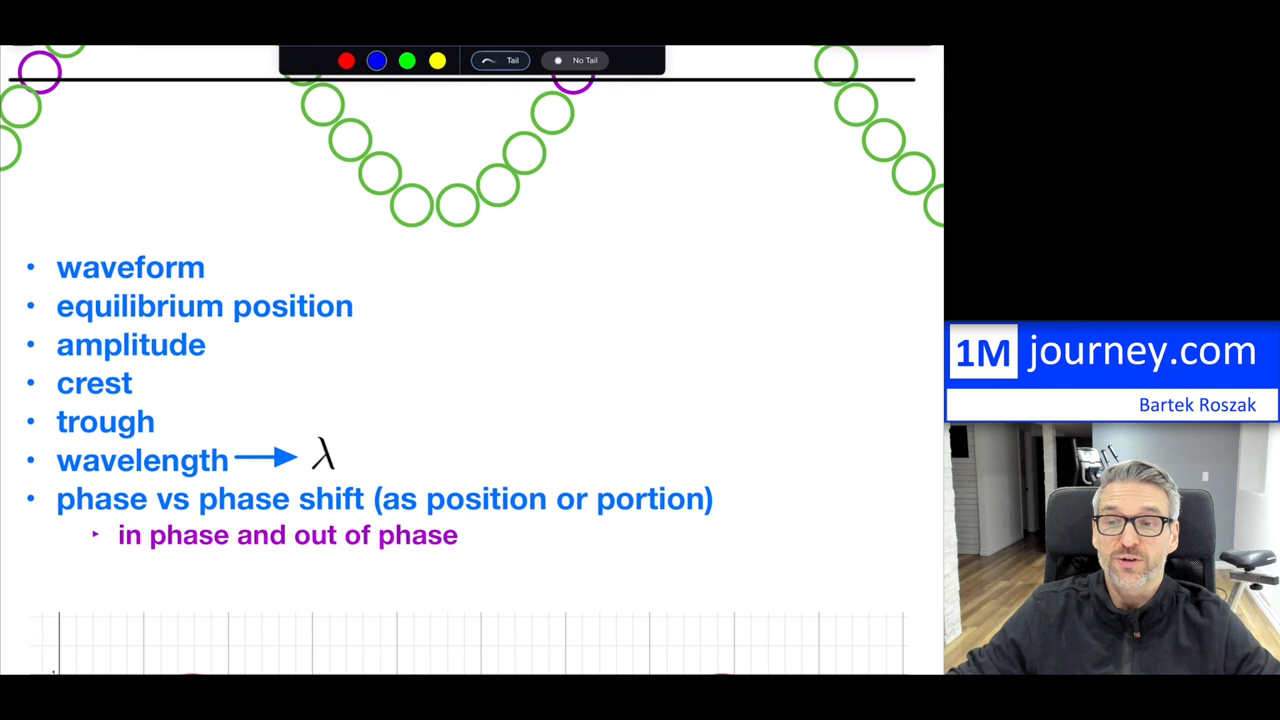 Tail
No Tail
• waveform
• equilibrium position
• amplitude
• crest
• trough
• wavelength → λ
• phase vs phase shift (as position or portion)
‣ in phase and out of phase
1M journey.com
Bartek Roszak